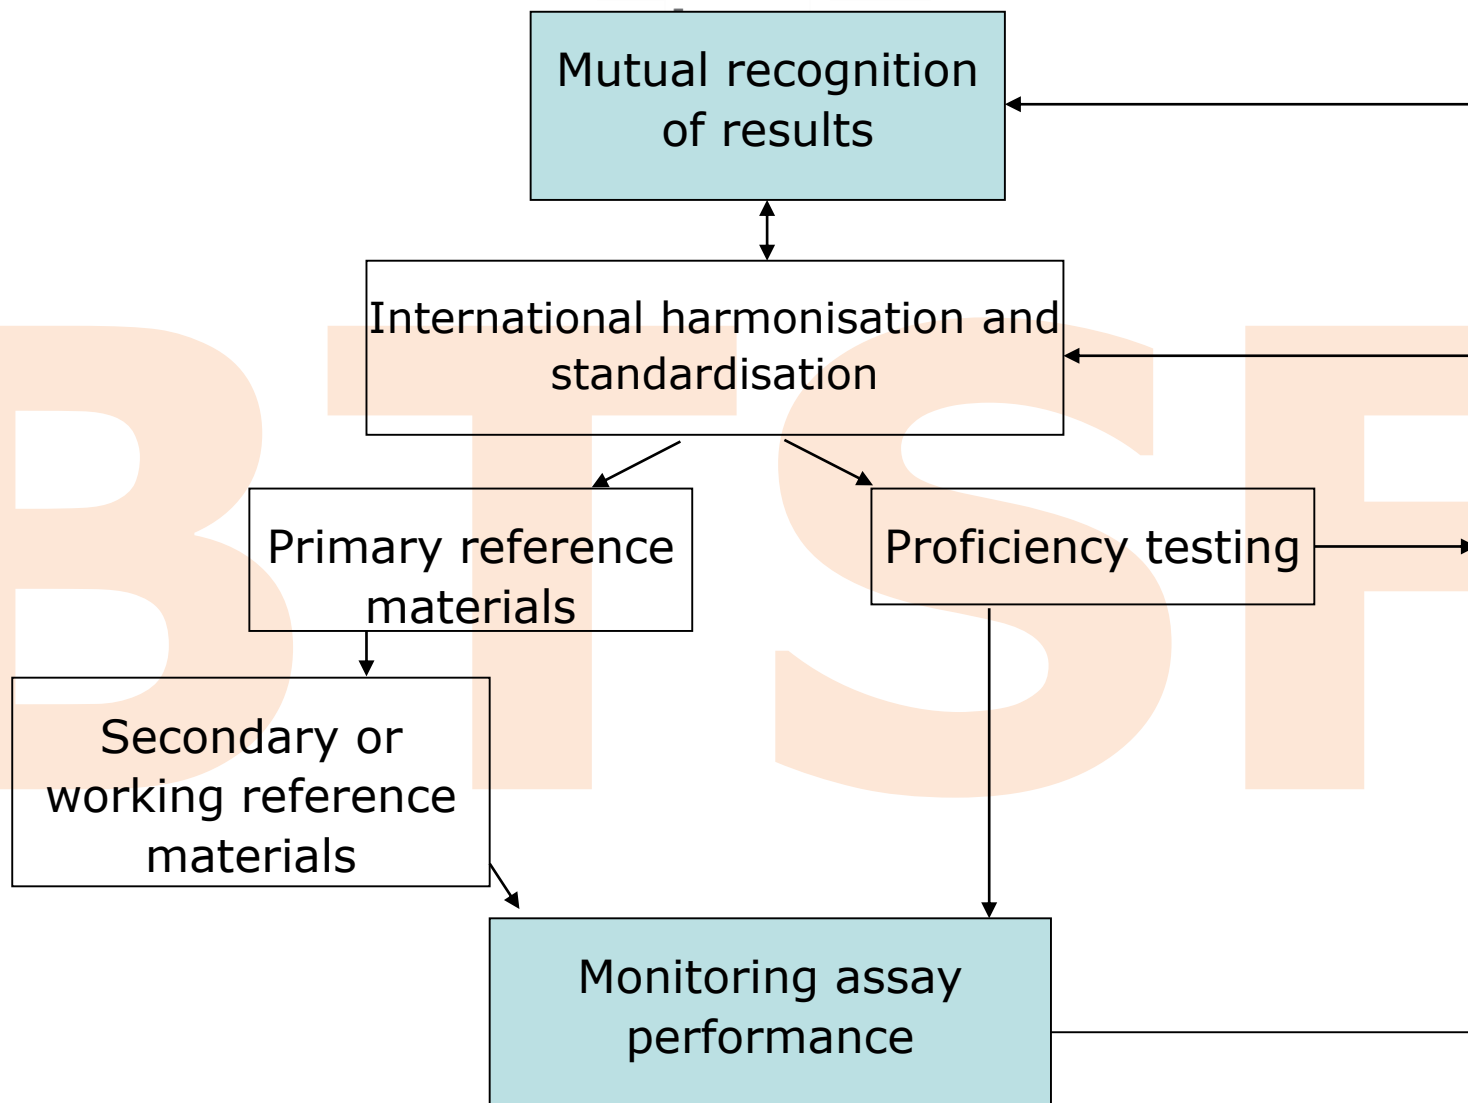 Mutual recognition
of results
International harmonisation and
standardisation
Primary reference
materials
Proficiency testing
Secondary or
working reference
materials
Monitoring assay
performance
BTSF